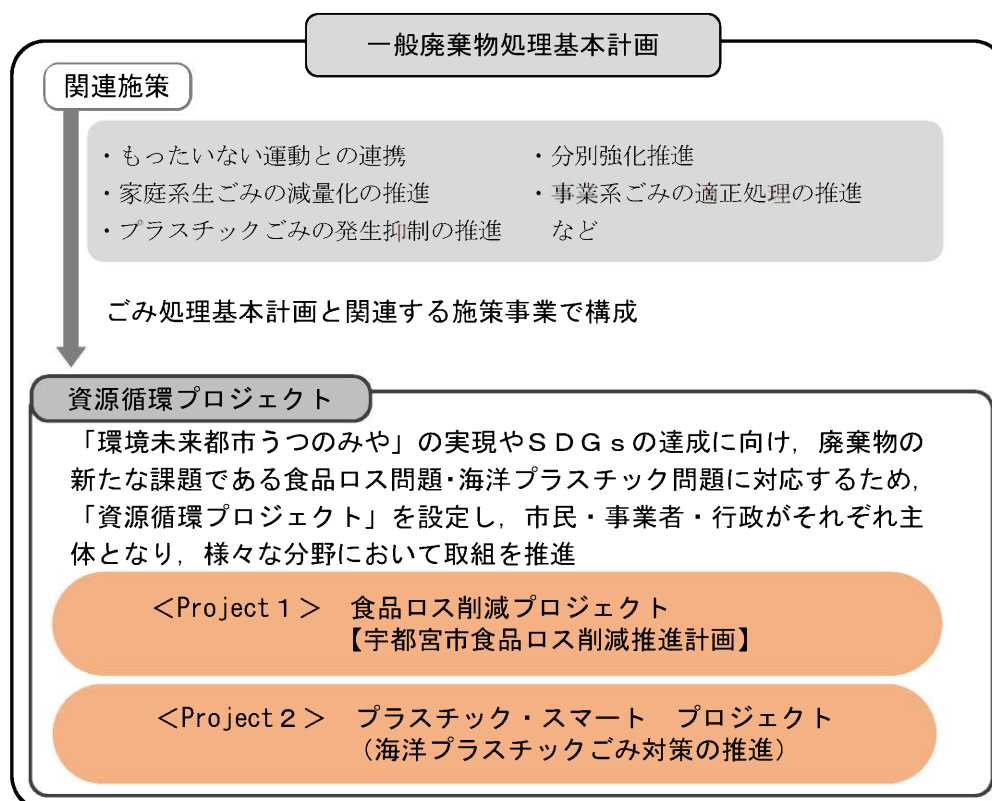 一般廃棄物処理基本計画
関連施策
・もったいない運動との連携
・家庭系生ごみの減量化の推進
・プラスチックごみの発生抑制の推進
・分別強化推進
・事業系ごみの適正処理の推進
など
ごみ処理基本計画と関連する施策事業で構成
資源循環プロジェクト
「環境未来都市うつのみや」の実現やＳＤＧｓの達成に向け，廃棄物の
新たな課題である食品ロス問題・海洋プラスチック問題に対応するため，
「資源循環プロジェクト」を設定し，市民・事業者・行政がそれぞれ主
体となり，様々な分野において取組を推進
＜Project１＞　食品ロス削減プロジェクト
【宇都宮市食品ロス削減推進計画】
＜Project２＞　プラスチック・スマート　プロジェクト
（海洋プラスチックごみ対策の推進）